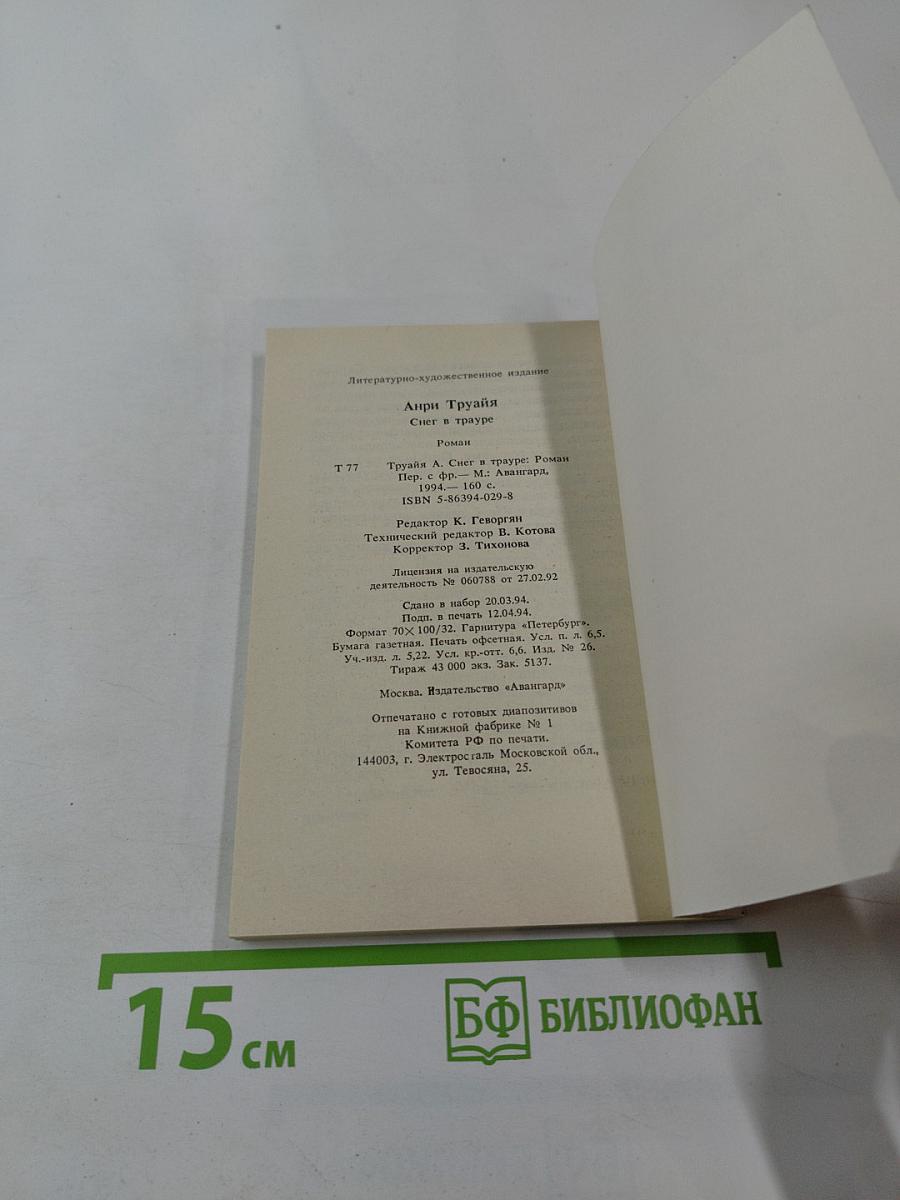 Литературно-художественное издание
Анри Труайя
Снег в трауре
Роман
Т 77 Труайя А. Снег в трауре: Роман
Пер. с фр.— М.: Авангард,
1994.— 160 с.
ISBN 5-86394-029-8
Редактор К. Геворгян
Технический редактор В. Котова
Корректор З. Тихонова
Лицензия на издательскую
деятельность № 060788 от 27.02.92
Сдано в набор 20.03.94.
Подп. в печать 12.04.94.
Формат 70×100/32. Гарнитура «Петербург».
Бумага газетная. Печать офсетная. Усл. п. л. 6,5.
Уч.-изд. л. 5,22. Усл. кр.-отт. 6,6. Изд. № 26.
Тираж 43 000 экз. Зак. 5137.
Москва. Издательство «Авангард»
Отпечатано с готовых диапозитивов
на Книжной фабрике № 1
Комитета РФ по печати.
144003, г. Электросталь Московской обл.,
ул. Тевосяна, 25.
15 см
БФ БИБЛИОФАН